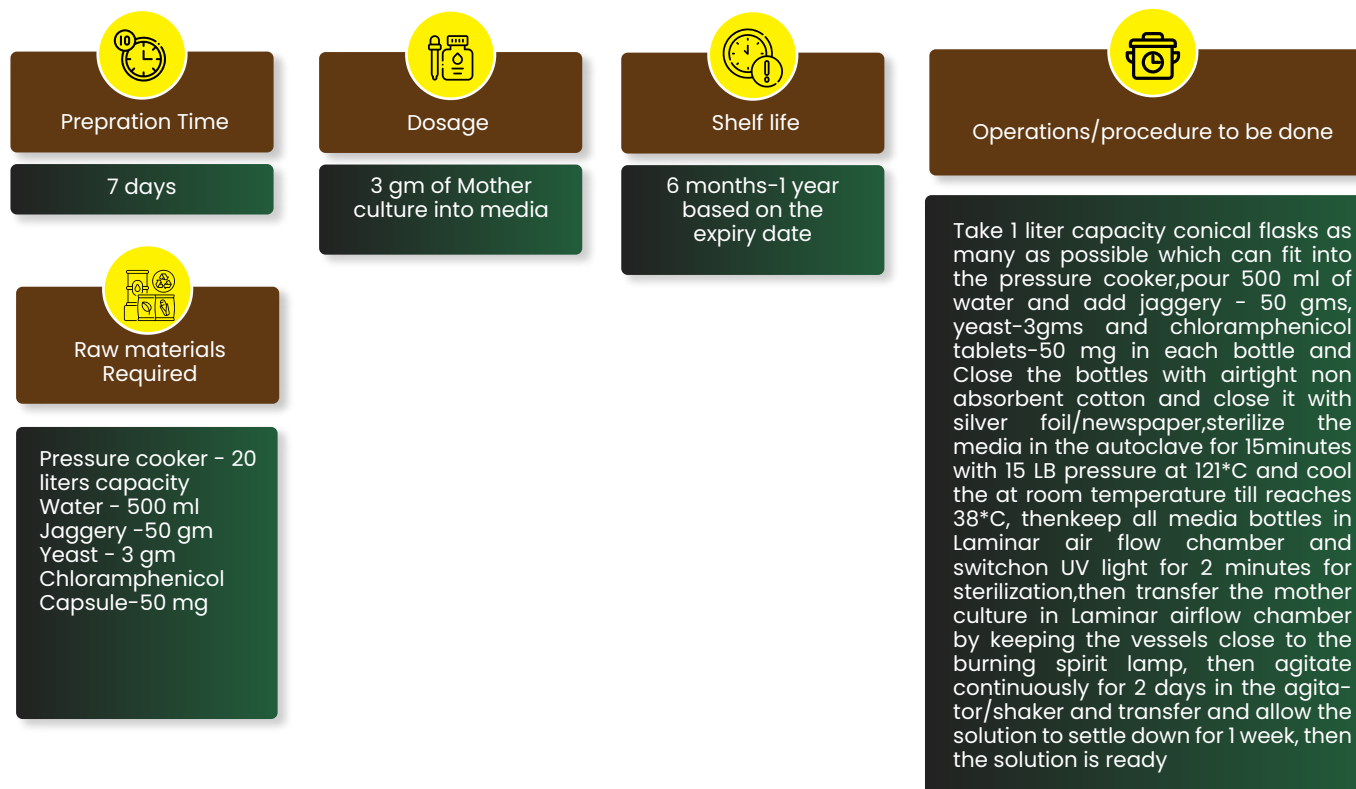 Prepration Time
7 days
Dosage
3 gm of Mother
culture into media
Shelf life
6 months-1 year
based on the
expiry date
Operations/procedure to be done
Take 1 liter capacity conical flasks as
many as possible which can fit into
the pressure cooker,pour 500 ml of
water and add jaggery - 50 gms,
yeast-3gms and chloramphenicol
tablets-50 mg in each bottle and
Close the bottles with airtight non
absorbent cotton and close it with
silver foil/newspaper,sterilize the
media in the autoclave for 15minutes
with 15 LB pressure at 121*C and cool
the at room temperature till reaches
38*C, thenkeep all media bottles in
Laminar air flow chamber and
switchon UV light for 2 minutes for
sterilization,then transfer the mother
culture in Laminar airflow chamber
by keeping the vessels close to the
burning spirit lamp, then agitate
continuously for 2 days in the agita-
tor/shaker and transfer and allow the
solution to settle down for 1 week, then
the solution is ready
Raw materials
Required
Pressure cooker - 20
liters capacity
Water - 500 ml
Jaggery -50 gm
Yeast - 3 gm
Chloramphenicol
Capsule-50 mg
10